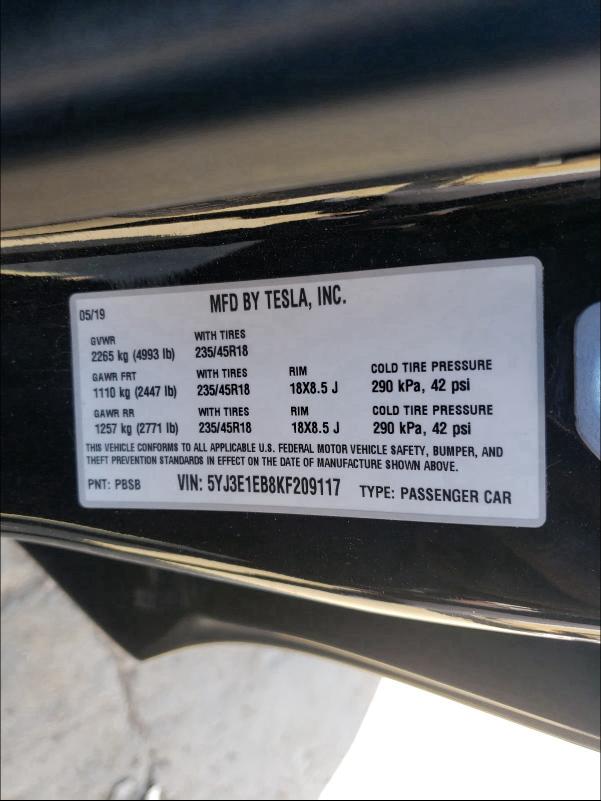 MFD BY TESLA, INC.
05/19
GVWR WITH TIRES
2265 kg (4993 lb) 235/45R18
GAWR FRT WITH TIRES RIM COLD TIRE PRESSURE
1110 kg (2447 lb) 235/45R18 18X8.5 J 290 kPa, 42 psi
GAWR RR WITH TIRES RIM COLD TIRE PRESSURE
1257 kg (2771 lb) 235/45R18 18X8.5 J 290 kPa, 42 psi
THIS VEHICLE CONFORMS TO ALL APPLICABLE U.S. FEDERAL MOTOR VEHICLE SAFETY, BUMPER, AND
THEFT PREVENTION STANDARDS IN EFFECT ON THE DATE OF MANUFACTURE SHOWN ABOVE.
PNT: PBSB VIN: 5YJ3E1EB8KF209117 TYPE: PASSENGER CAR